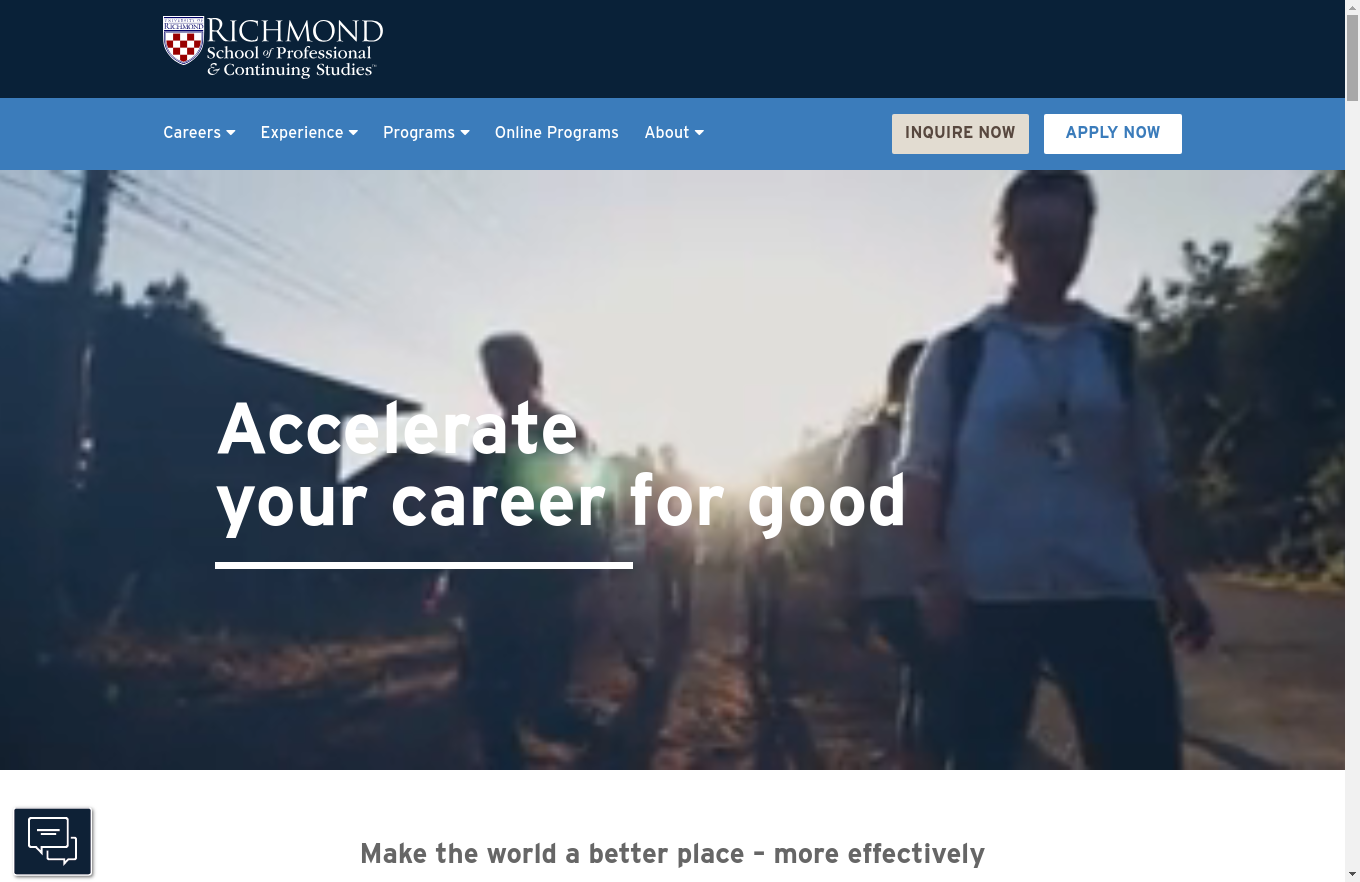 RICHMOND
School of Professional
& Continuing Studies™
Careers
Experience
Programs
Online Programs
About
INQUIRE NOW
APPLY NOW
Accelerate
your career for good
Make the world a better place – more effectively